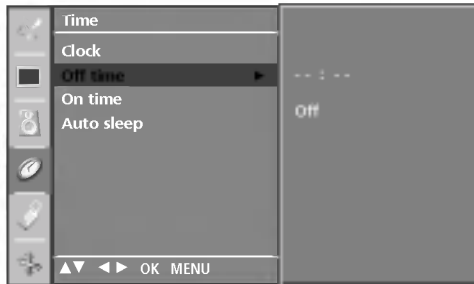 Time
Clock
Off time ►
On time
Auto sleep
-- : --
Off
▲▼ ◄► OK MENU